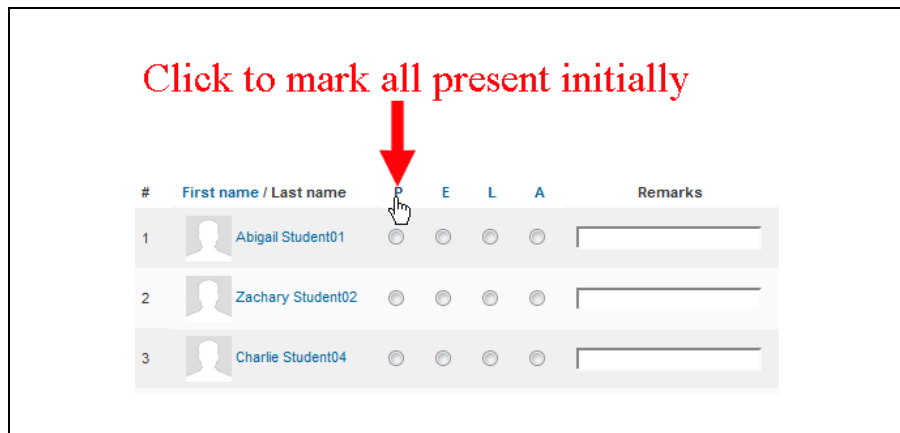 Click to mark all present initially
# First name / Last name P E L A Remarks
1 Abigail Student01
2 Zachary Student02
3 Charlie Student04